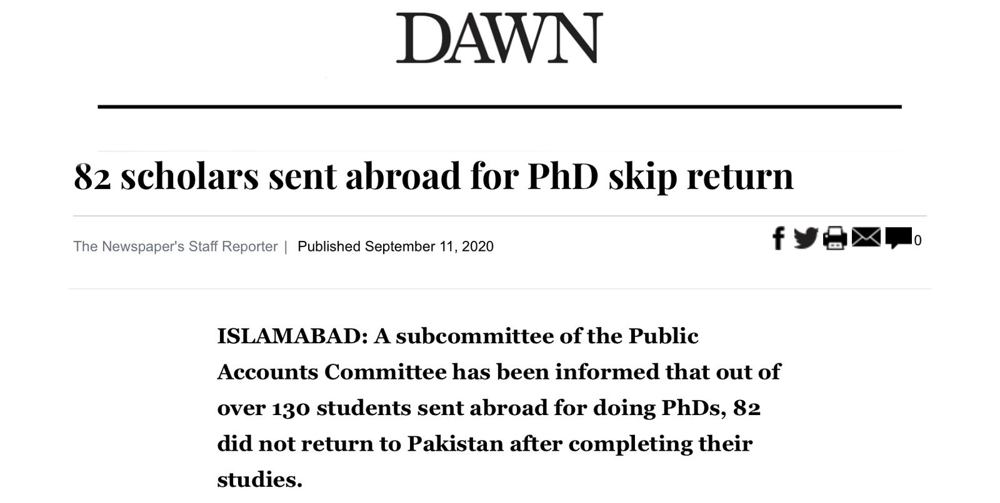 DAWN
82 scholars sent abroad for PhD skip return
The Newspaper's Staff Reporter | Published September 11, 2020
0
ISLAMABAD: A subcommittee of the Public
Accounts Committee has been informed that out of
over 130 students sent abroad for doing PhDs, 82
did not return to Pakistan after completing their
studies.